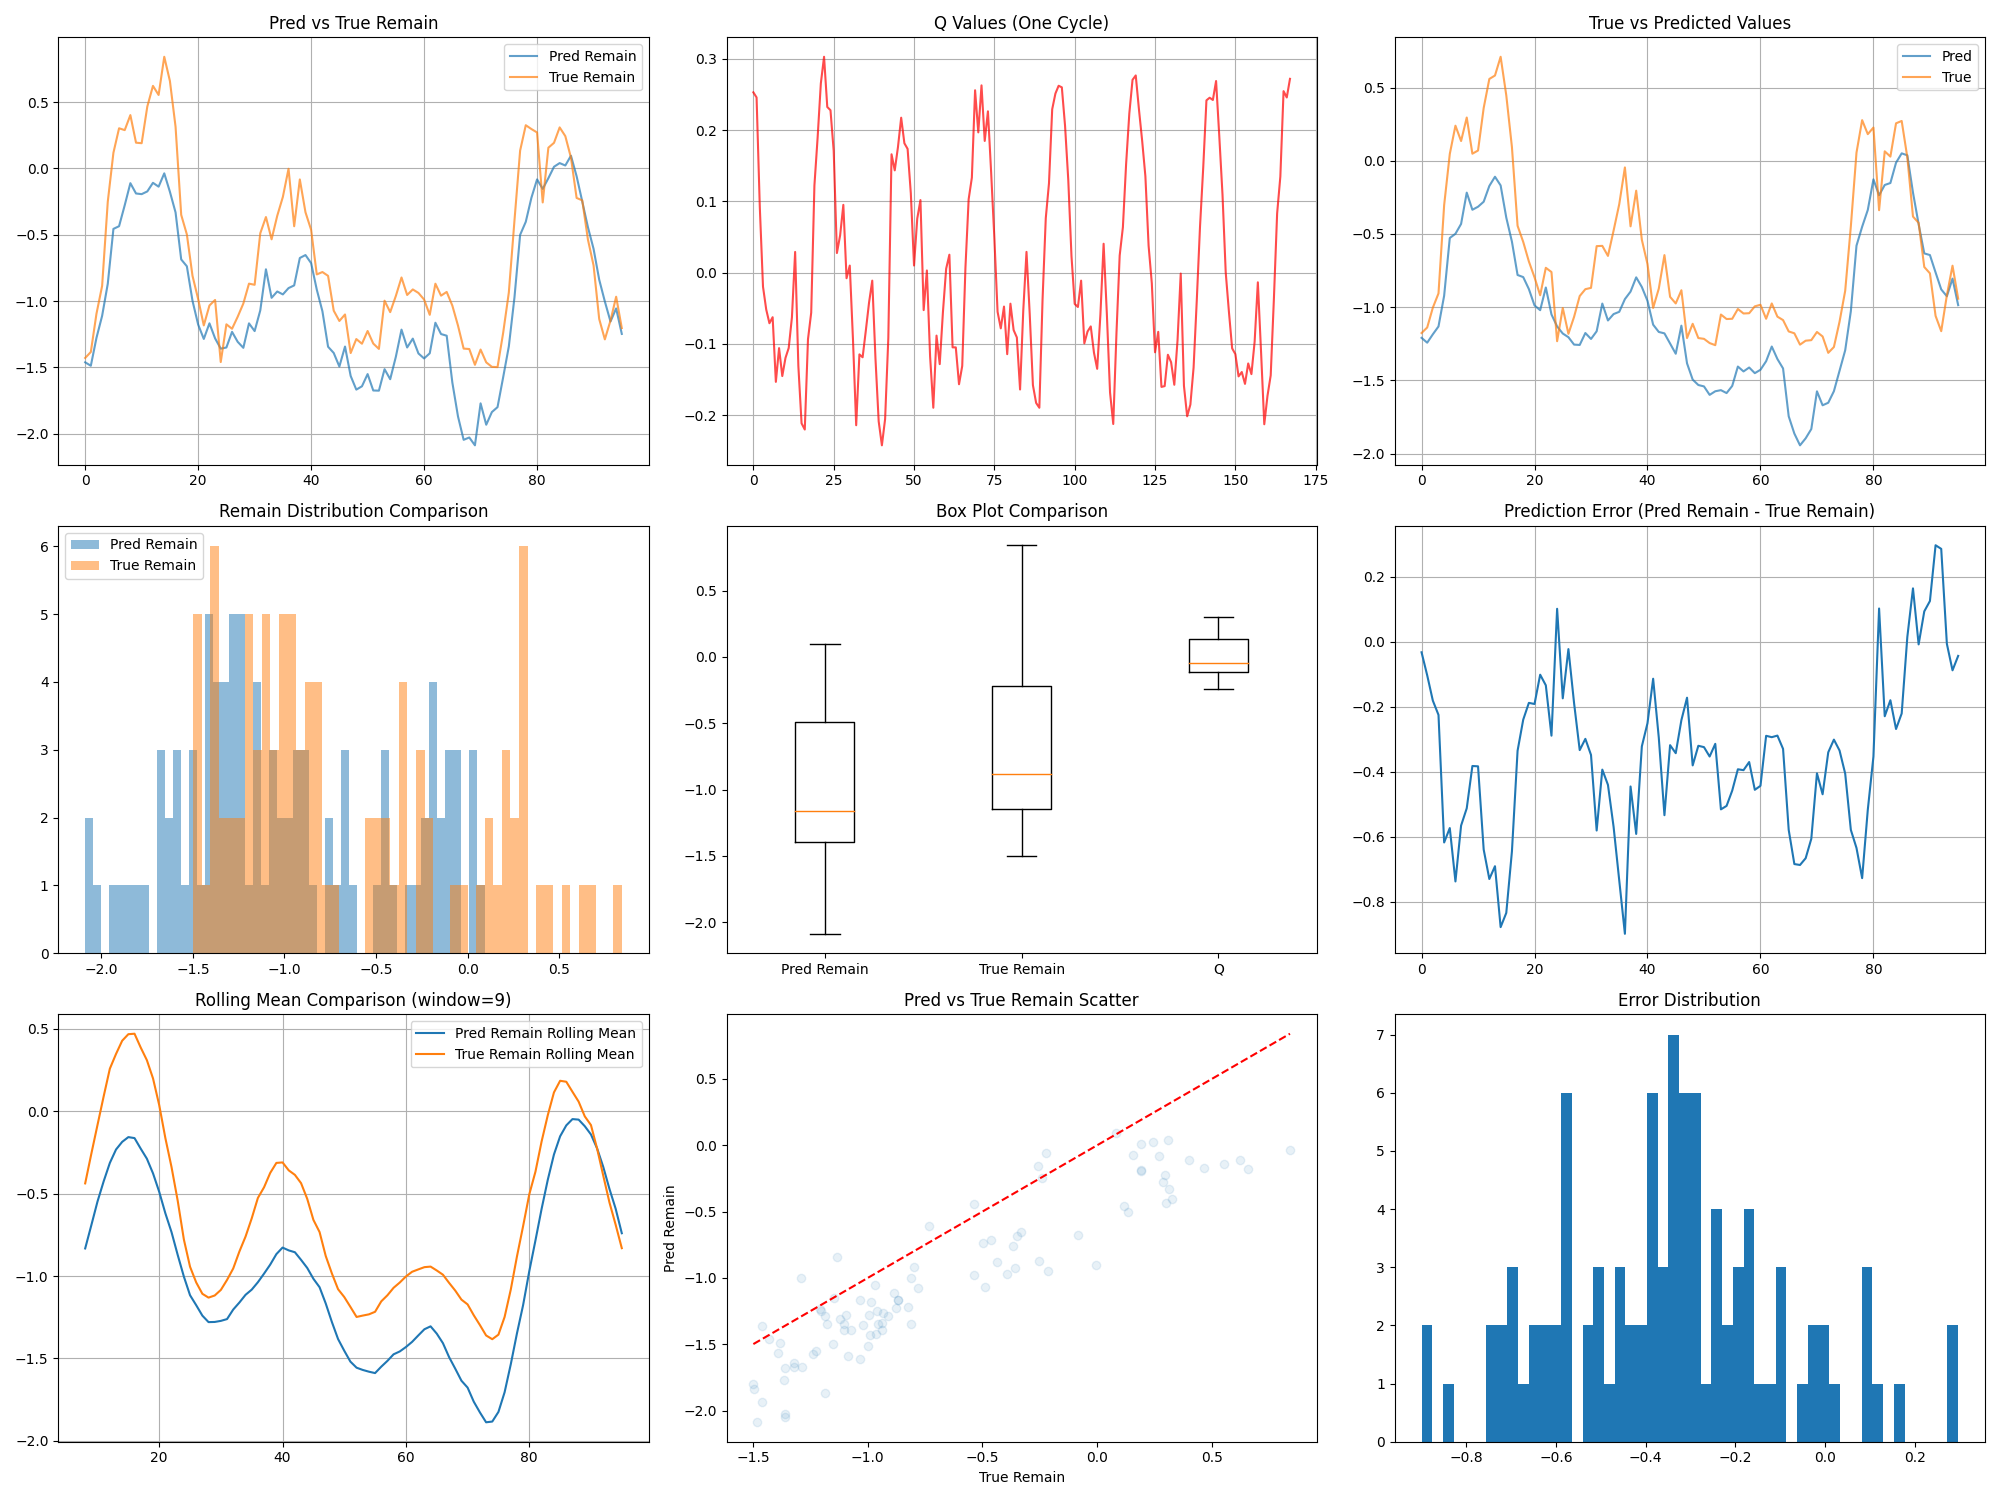 Pred vs True Remain
Pred Remain
True Remain
0.5
0.0
−0.5
−1.0
−1.5
−2.0
0 20 40 60 80
Q Values (One Cycle)
0.3
0.2
0.1
0.0
−0.1
−0.2
0 25 50 75 100 125 150 175
True vs Predicted Values
Pred
True
0.5
0.0
−0.5
−1.0
−1.5
−2.0
0 20 40 60 80
Remain Distribution Comparison
Pred Remain
True Remain
6
5
4
3
2
1
0
−2.0 −1.5 −1.0 −0.5 0.0 0.5
Box Plot Comparison
0.5
0.0
−0.5
−1.0
−1.5
−2.0
Pred Remain True Remain Q
Prediction Error (Pred Remain - True Remain)
0.2
0.0
−0.2
−0.4
−0.6
−0.8
0 20 40 60 80
Rolling Mean Comparison (window=9)
Pred Remain Rolling Mean
True Remain Rolling Mean
0.5
0.0
−0.5
−1.0
−1.5
−2.0
20 40 60 80
Pred vs True Remain Scatter
Pred Remain
0.5
0.0
−0.5
−1.0
−1.5
−2.0
−1.5 −1.0 −0.5 0.0 0.5
True Remain
Error Distribution
7
6
5
4
3
2
1
0
−0.8 −0.6 −0.4 −0.2 0.0 0.2